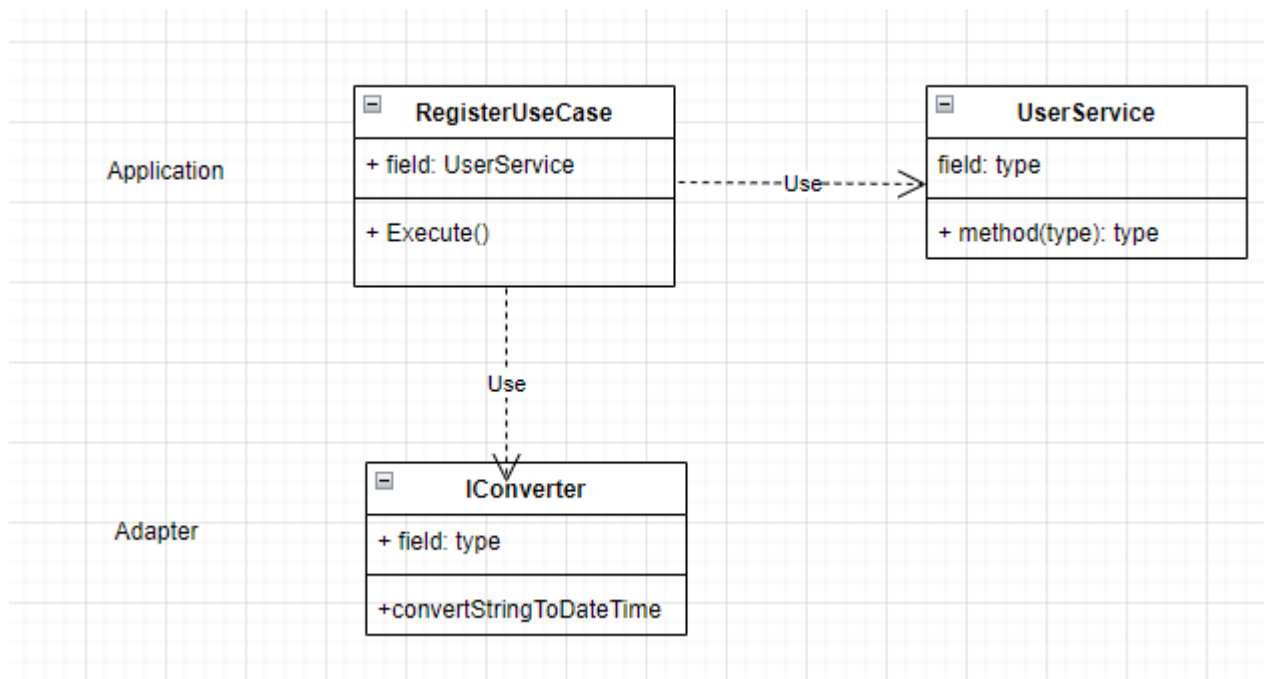 RegisterUseCase
UserService
Application
+ field: UserService
field: type
Use
+ Execute()
+ method(type): type
Use
IConverter
Adapter
+ field: type
+convertStringToDateTime